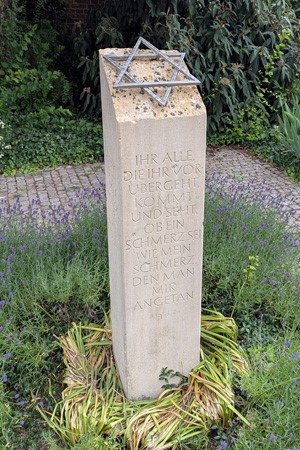 IHR ALLE,
DIE IHR VOR
ÜBERGEHT
KOMMT
UND SEHT,
OB EIN
SCHMERZ SEI
WIE MEIN
SCHMERZ,
DEN MAN
MIR
ANGETAN